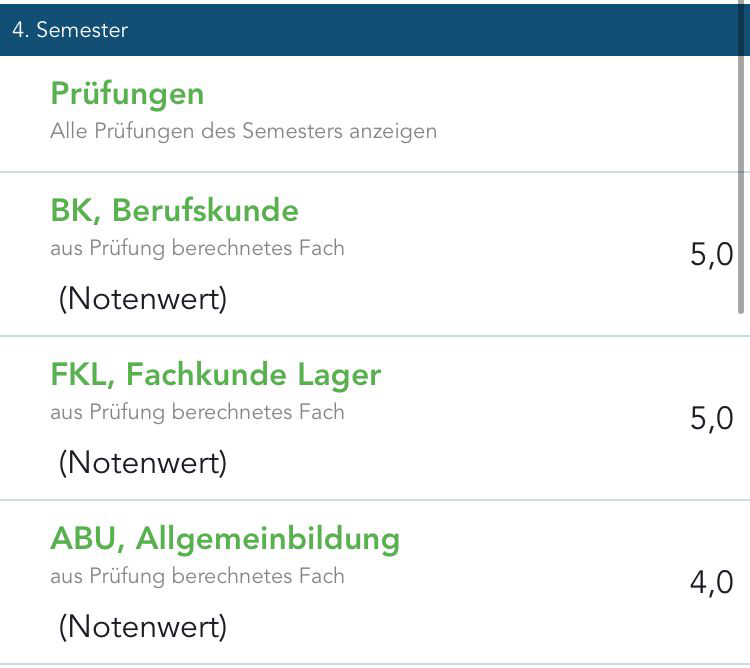 4. Semester
Prüfungen
Alle Prüfungen des Semesters anzeigen
BK, Berufskunde
aus Prüfung berechnetes Fach
5,0
(Notenwert)
FKL, Fachkunde Lager
aus Prüfung berechnetes Fach
5,0
(Notenwert)
ABU, Allgemeinbildung
aus Prüfung berechnetes Fach
4,0
(Notenwert)